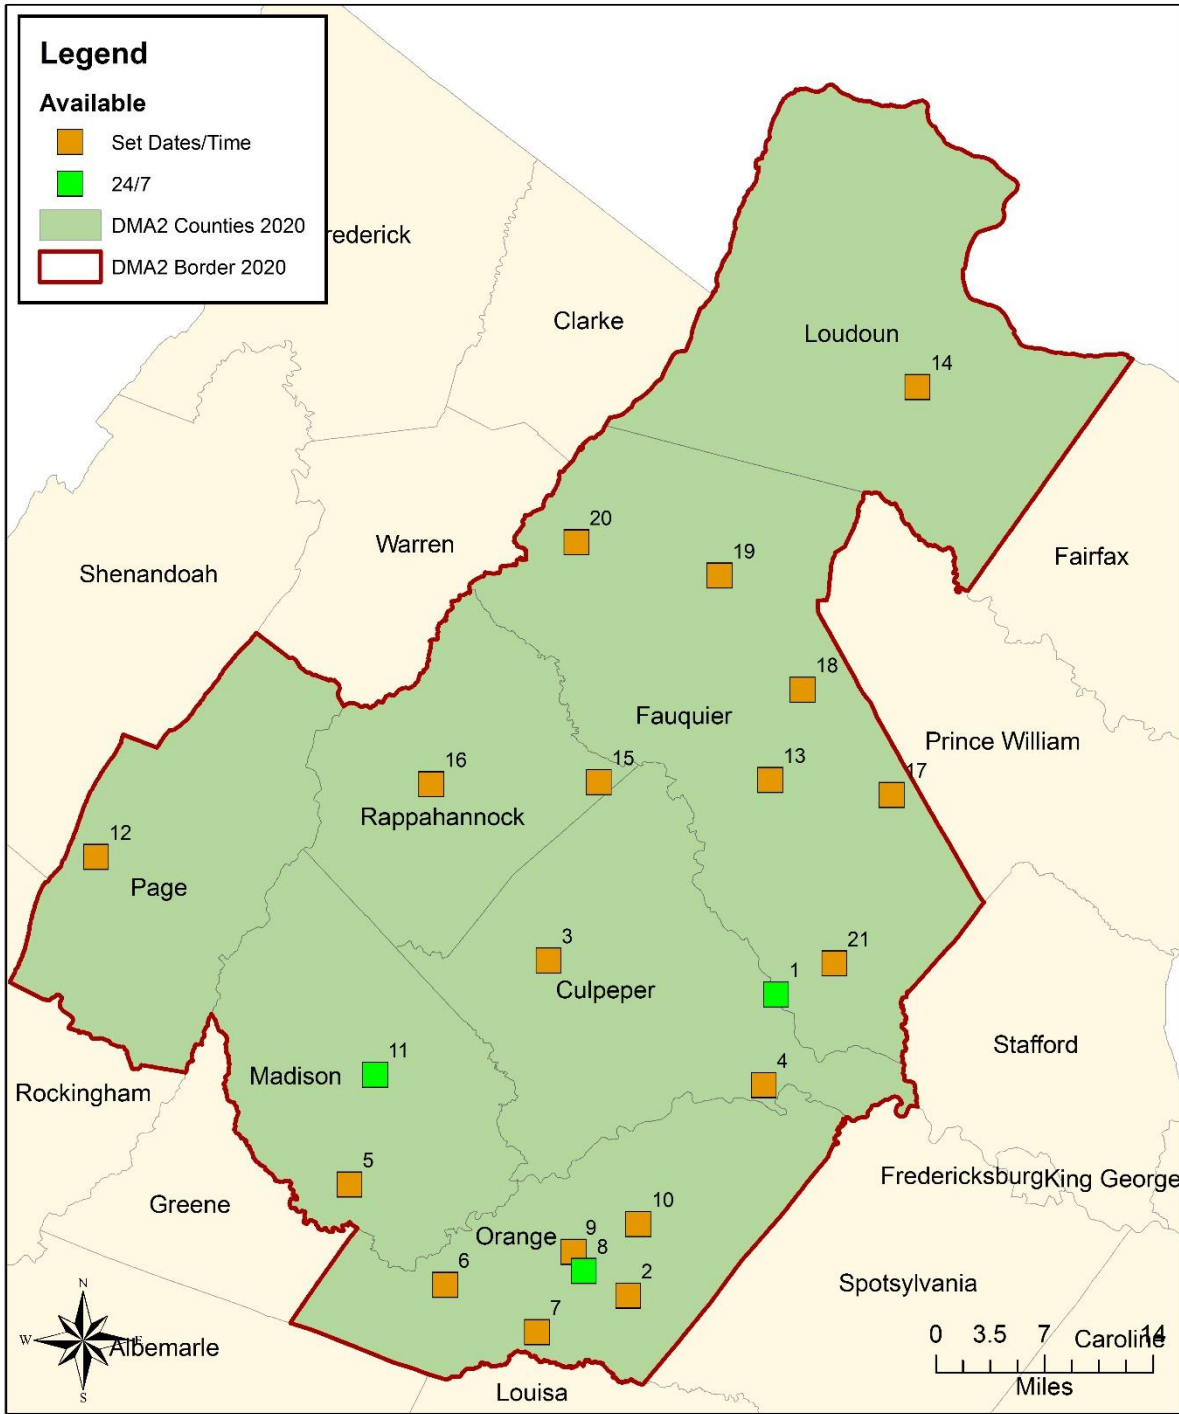 Legend
Available
Set Dates/Time
24/7
DMA2 Counties 2020
DMA2 Border 2020
rederick
Clarke
Loudoun
14
20
Warren
19
Fairfax
Shenandoah
18
Fauquier
Prince William
16
15
13
17
Rappahannock
12
Page
3
21
1
Culpeper
Stafford
11
4
Madison
Rockingham
5
Fredericksburg
King George
Greene
10
9
Orange
8
6
2
Spotsylvania
N
7
W
E
S
Albemarle
0 3.5 7 14
Caroline
Miles
Louisa